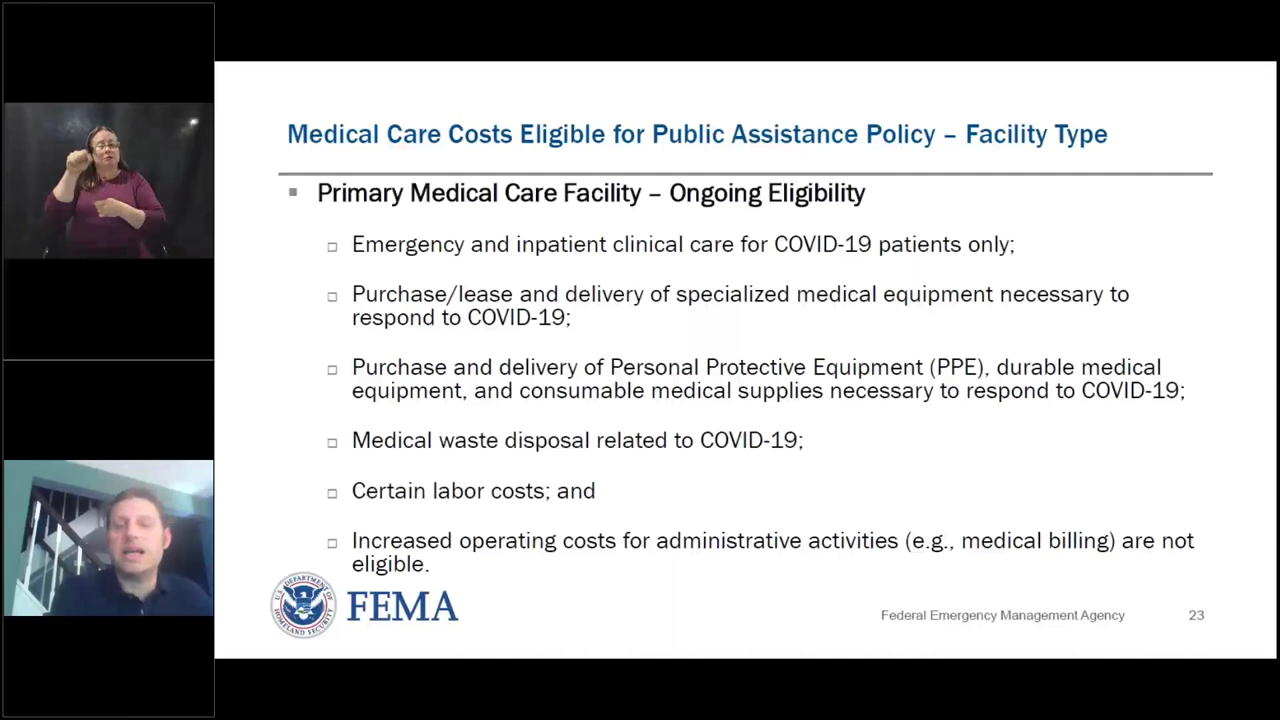 Medical Care Costs Eligible for Public Assistance Policy – Facility Type
Primary Medical Care Facility – Ongoing Eligibility
Emergency and inpatient clinical care for COVID-19 patients only;
Purchase/lease and delivery of specialized medical equipment necessary to
respond to COVID-19;
Purchase and delivery of Personal Protective Equipment (PPE), durable medical
equipment, and consumable medical supplies necessary to respond to COVID-19;
Medical waste disposal related to COVID-19;
Certain labor costs; and
Increased operating costs for administrative activities (e.g., medical billing) are not
eligible.
U.S. DEPARTMENT OF
HOMELAND SECURITY
FEMA
Federal Emergency Management Agency
23